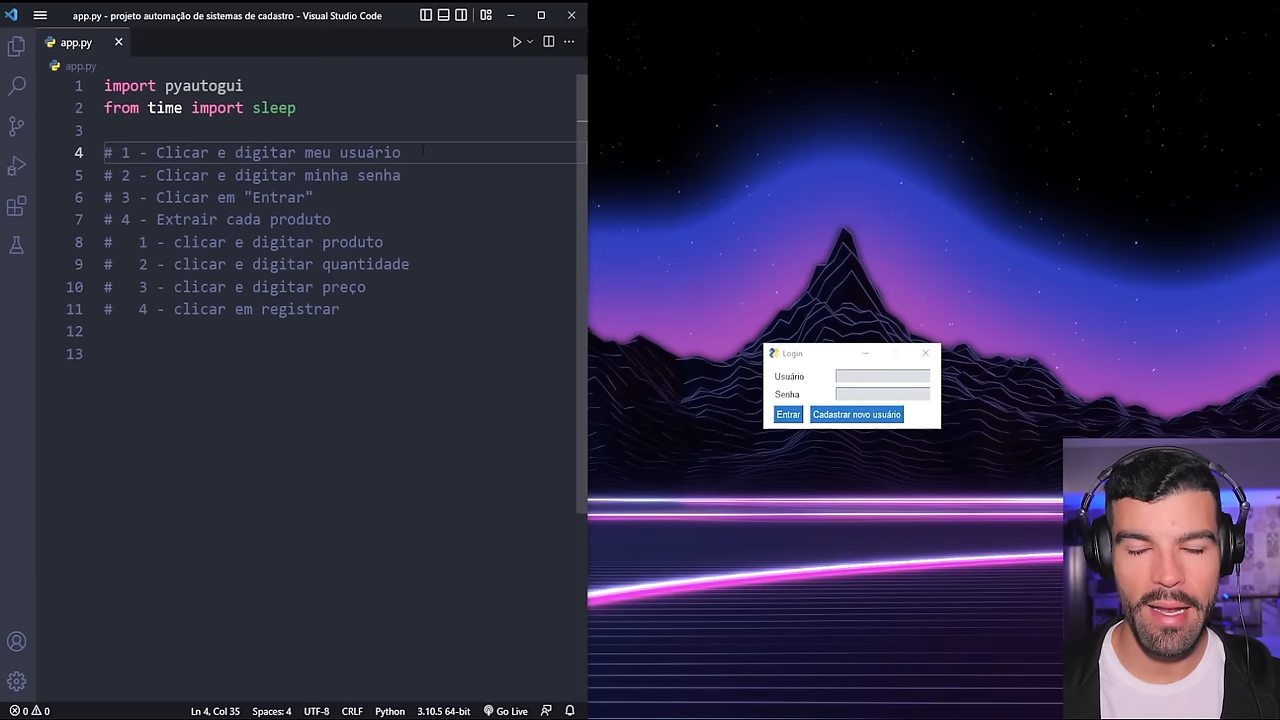 app.py - projeto automação de sistemas de cadastro - Visual Studio Code
app.py
app.py
1 import pyautogui
2 from time import sleep
3
4 # 1 - Clicar e digitar meu usuário
5 # 2 - Clicar e digitar minha senha
6 # 3 - Clicar em "Entrar"
7 # 4 - Extrair cada produto
8 #   1 - clicar e digitar produto
9 #   2 - clicar e digitar quantidade
10 #   3 - clicar e digitar preço
11 #   4 - clicar em registrar
12
13
Login
Usuário
Senha
Entrar Cadastrar novo usuário
0 0 Ln 4, Col 35 Spaces: 4 UTF-8 CRLF Python 3.10.5 64-bit Go Live